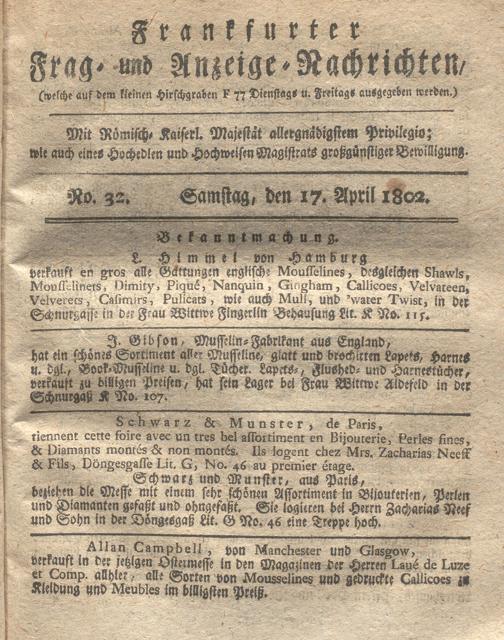 Frankfurter
Frag- und Anzeige-Nachrichten,
(welche auf dem kleinen Hirschgraben F 77 Dienstags u. Freitags ausgegeben werden.)
Mit Römisch-Kaiserl. Majestät allergnädigstem Privilegio;
wie auch eines Hochedlen und Hochweisen Magistrats großgünstiger Bewilligung.
No. 32. Samstag, den 17. April 1802.
Bekanntmachung.
L. Himmel von Hamburg
verkauft en gros alle Gattungen englische Mousselines, desgleichen Shawls,
Mousselinets, Dimity, Piqué, Nanquin, Gingham, Callicoes, Velvateen,
Velverets, Casimirs, Pulicats, wie auch Mull, und 'water Twist, in der
Schnurgasse in der Frau Wittwe Fingerlin Behausung Lit. K No. 115.
J. Gibson, Musselin-Fabrikant aus England,
hat ein schönes Sortiment aller Musseline, glatt und brochitten Lapets, Harnes
u. dgl., Book-Musseline u. dgl. Tücher. Lapets-, Flushed- und Harnestücher,
verkauft zu billigen Preisen, hat sein Lager bei Frau Wittwe Aldefeld in der
Schnurgaß K No. 107.
Schwarz & Munster, de Paris,
tiennent cette foire avec un tres bel assortiment en Bijouterie, Perles fines,
& Diamants montés & non montés. Ils logent chez Mrs. Zacharias Neeff
& Fils, Döngesgasse Lit. G, No. 46 au premier étage.
Schwarz und Munster, aus Paris,
beziehen die Messe mit einem sehr schönen Assortiment in Bijouterien, Perlen
und Diamanten gefaßt und ohngefaßt. Sie logieren bei Herrn Zacharias Neef
und Sohn in der Döngesgaß Lit. G No. 46 eine Treppe hoch.
Allan Campbell, von Manchester und Glasgow,
verkauft in der jetzigen Ostermesse in den Magazinen der Herren Laué de Luze
et Comp. allhier, alle Sorten von Mousselines und gedruckte Callicoes zu
Kleidung und Meubles im billigsten Preiß.